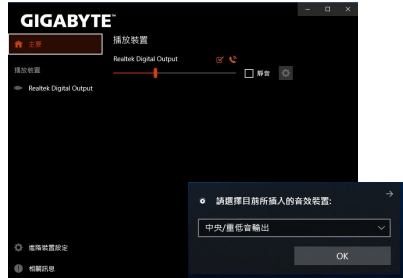 GIGABYTE™
主要
播放裝置
Realtek Digital Output
播放裝置
Realtek Digital Output
靜音
請選擇目前所插入的音效裝置:
中央/重低音輸出
OK
進階裝置設定
相關訊息